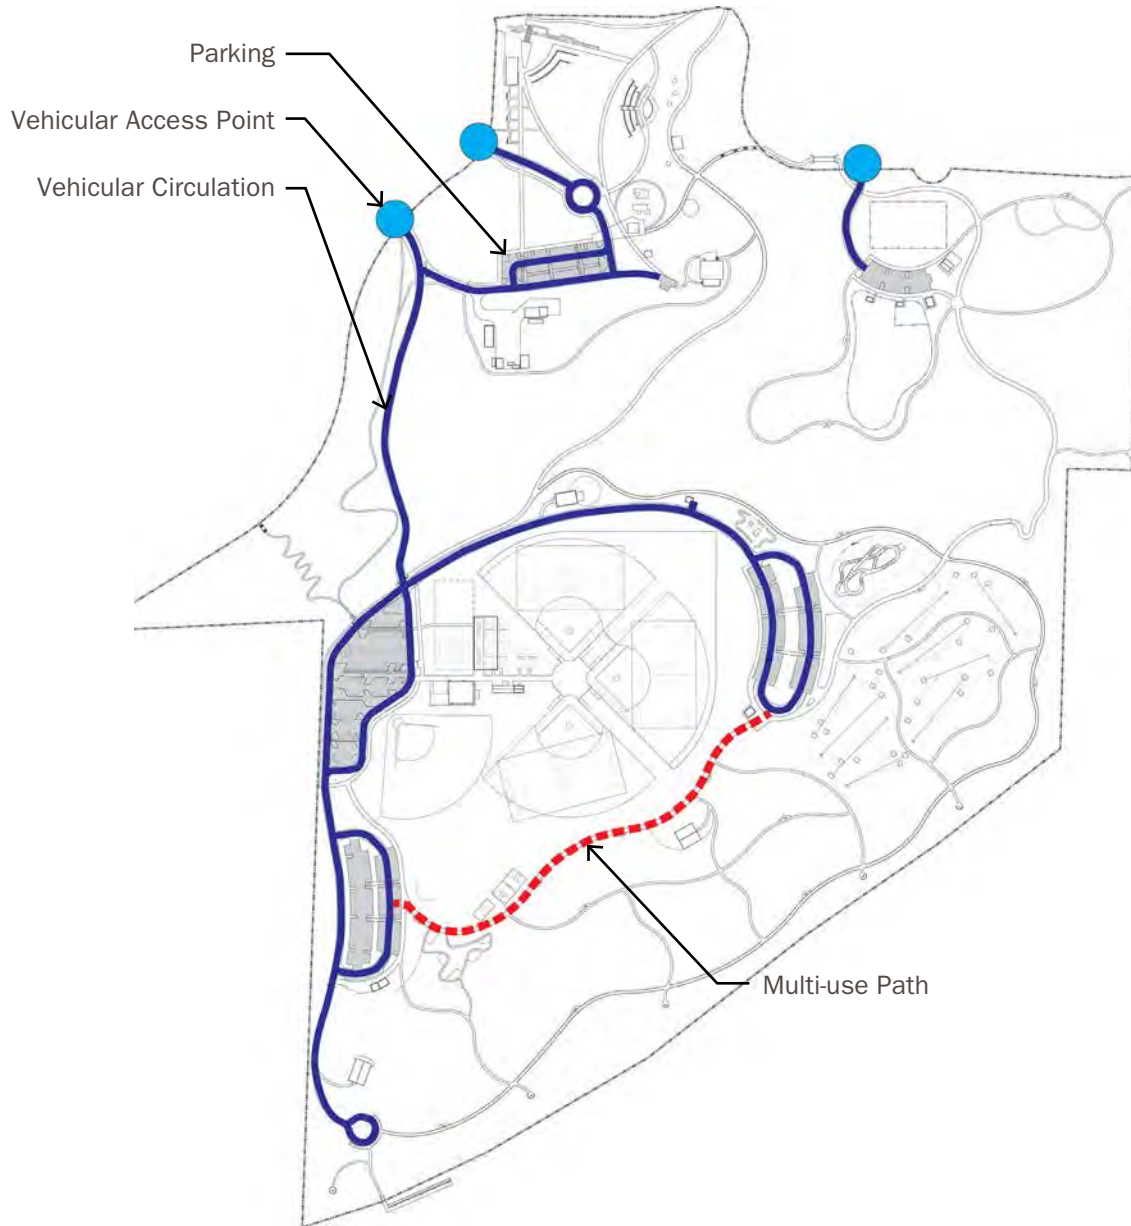 Parking
Vehicular Access Point
Vehicular Circulation
Multi-use Path